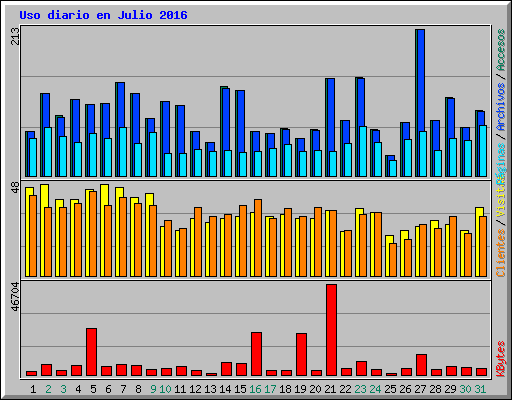 Uso diario en Julio 2016
213
48
46704
Accesos
/ Archivos /
Páginas
Clientes / Visitas
KBytes
1 2 3 4 5 6 7 8 9 10 11 12 13 14 15 16 17 18 19 20 21 22 23 24 25 26 27 28 29 30 31